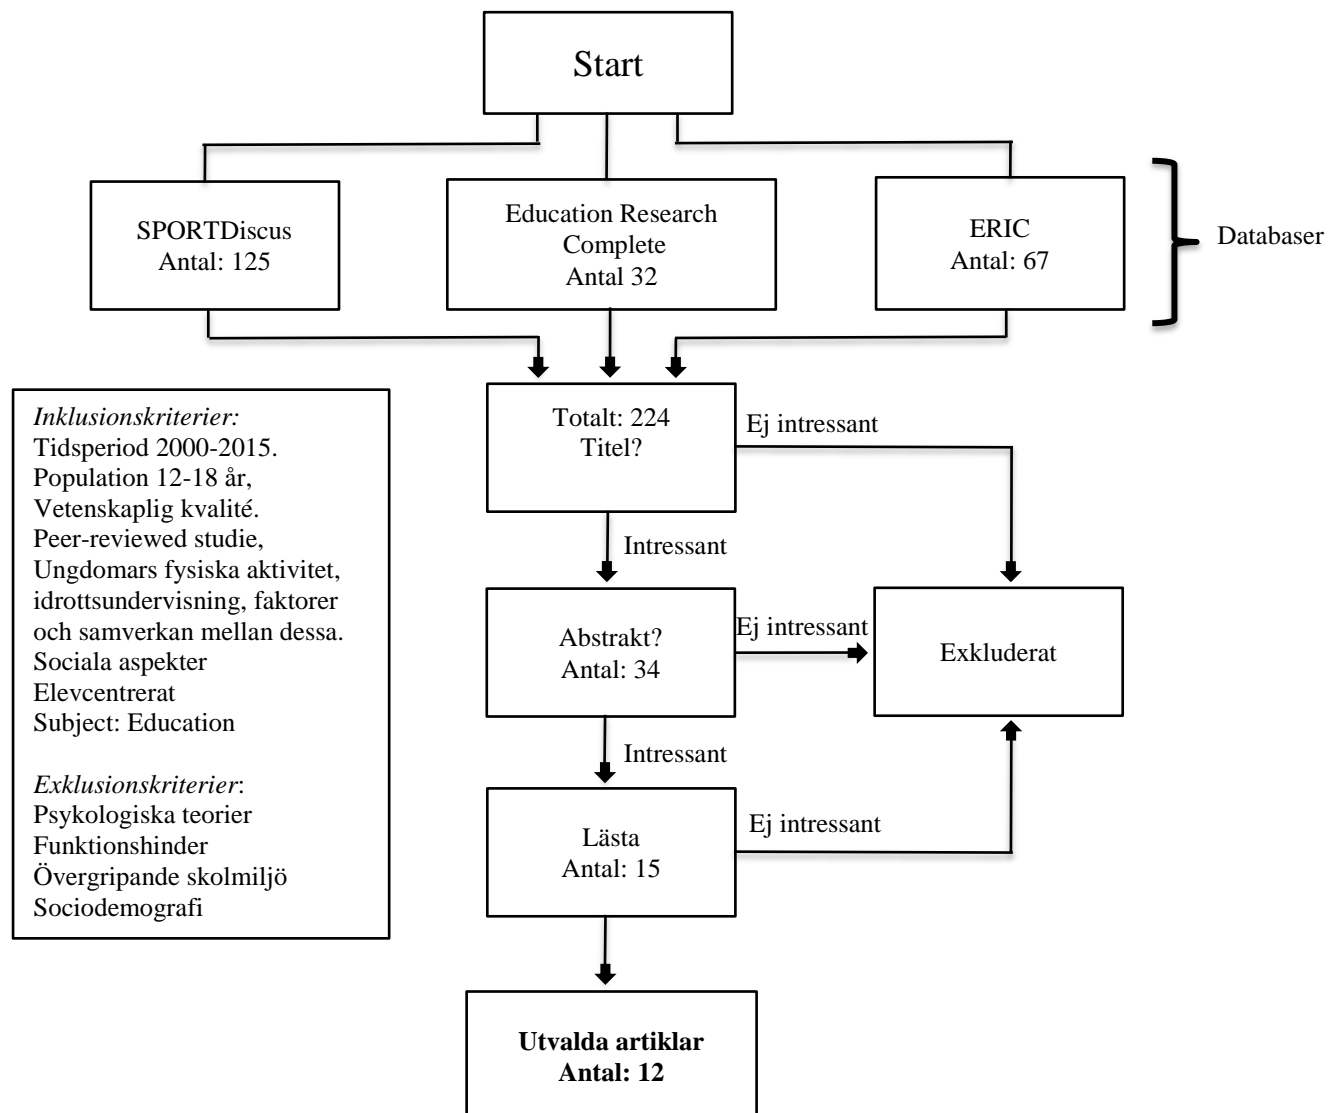 Start
SPORTDiscus
Antal: 125
Education Research
Complete
Antal 32
ERIC
Antal: 67
Databaser
Inklusionskriterier:
Tidsperiod 2000-2015.
Population 12-18 år,
Vetenskaplig kvalité.
Peer-reviewed studie,
Ungdomars fysiska aktivitet,
idrottsundervisning, faktorer
och samverkan mellan dessa.
Sociala aspekter
Elevcentrerat
Subject: Education
Exklusionskriterier:
Psykologiska teorier
Funktionshinder
Övergripande skolmiljö
Sociodemografi
Totalt: 224
Titel?
Ej intressant
Intressant
Abstrakt?
Antal: 34
Ej intressant
Exkluderat
Intressant
Lästa
Antal: 15
Ej intressant
Utvalda artiklar
Antal: 12